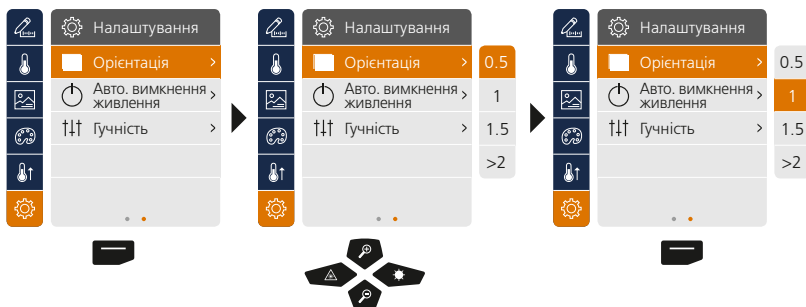 Налаштування
Орієнтація
Авто. вимкнення
живлення
Гучність
Налаштування
Орієнтація
Авто. вимкнення
живлення
Гучність
0.5
1
1.5
>2
Налаштування
Орієнтація
Авто. вимкнення
живлення
Гучність
0.5
1
1.5
>2